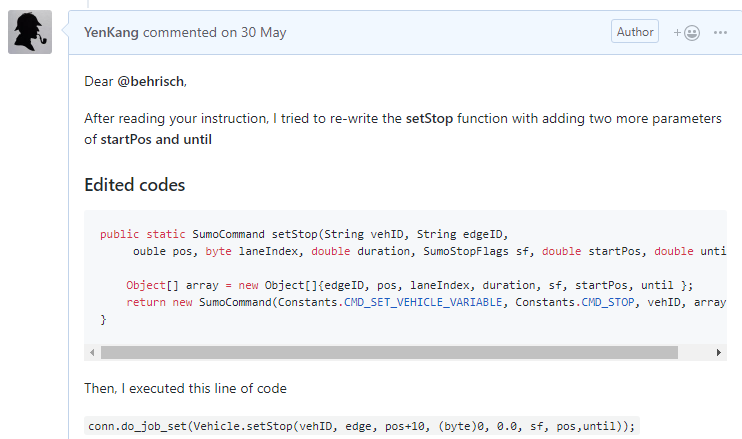 YenKang commented on 30 May
Author
Dear @behrisch,
After reading your instruction, I tried to re-write the setStop function with adding two more parameters
of startPos and until
Edited codes
public static SumoCommand setStop(String vehID, String edgeID,
ouble pos, byte laneIndex, double duration, SumoStopFlags sf, double startPos, double unti
Object[] array = new Object[]{edgeID, pos, laneIndex, duration, sf, startPos, until };
return new SumoCommand(Constants.CMD_SET_VEHICLE_VARIABLE, Constants.CMD_STOP, vehID, array
}
Then, I executed this line of code
conn.do_job_set(Vehicle.setStop(vehID, edge, pos+10, (byte)0, 0.0, sf, pos,until));